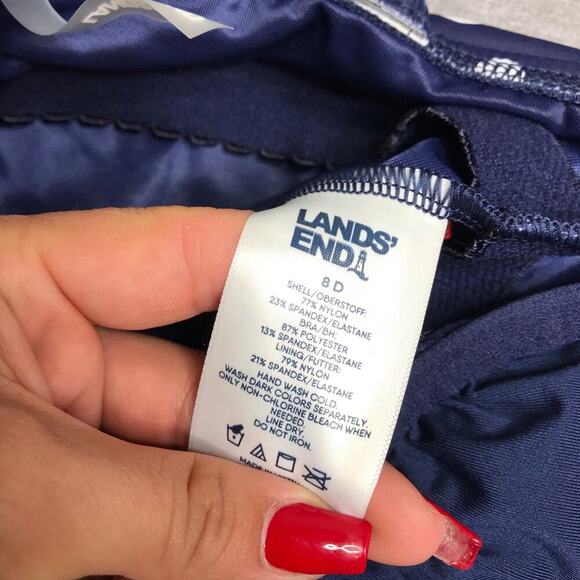 LANDS'
END
8 D
SHELL/OBERSTOFF:
77% NYLON
23% SPANDEX/ELASTANE
BRA/BH:
87% POLYESTER
13% SPANDEX/ELASTANE
LINING/FUTTER:
79% NYLON
21% SPANDEX/ELASTANE
HAND WASH COLD.
WASH DARK COLORS SEPARATELY.
ONLY NON-CHLORINE BLEACH WHEN
NEEDED.
LINE DRY.
DO NOT IRON.
MADE IN